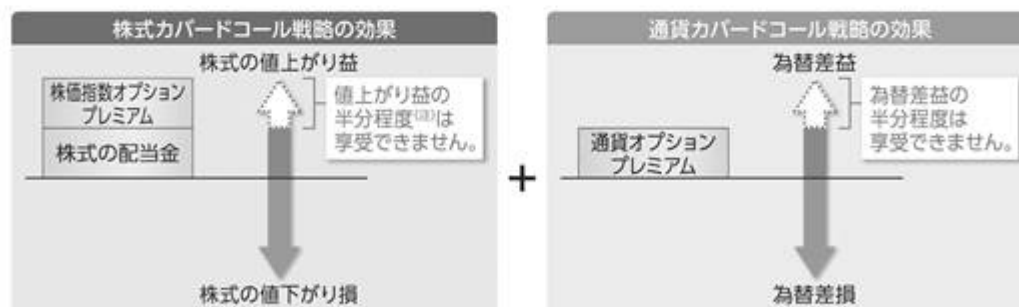 株式カバードコール戦略の効果
株式の値上がり益
株価指数オプション
プレミアム
株式の配当金
値上がり益の
半分程度(注)は
享受できません。
株式の値下がり損
+
通貨カバードコール戦略の効果
為替差益
通貨オプション
プレミアム
為替差益の
半分程度は
享受できません。
為替差損